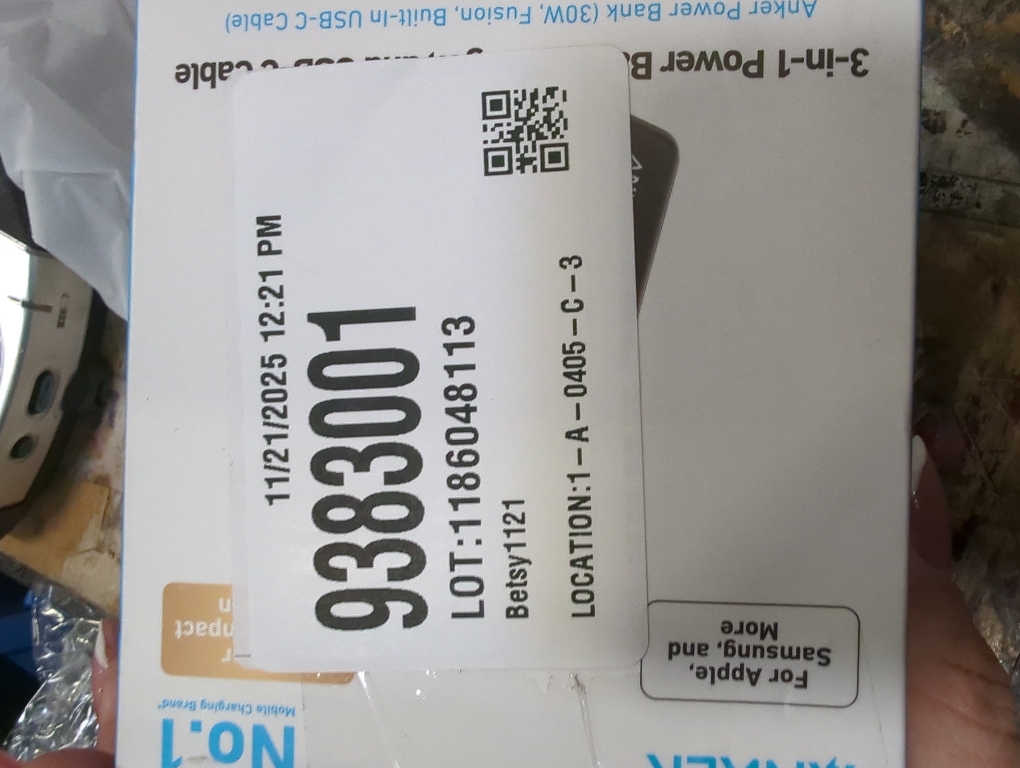 11/21/2025 12:21 PM
9383001
LOT:1186048113
Betsy1121
LOCATION:1-A-0405-C-3
No.1
Mobile Charging Brand*
For Apple,
Samsung, and
More
3-in-1 Power
Cable
Anker Power Bank (30W, Fusion, Built-In USB-C Cable)